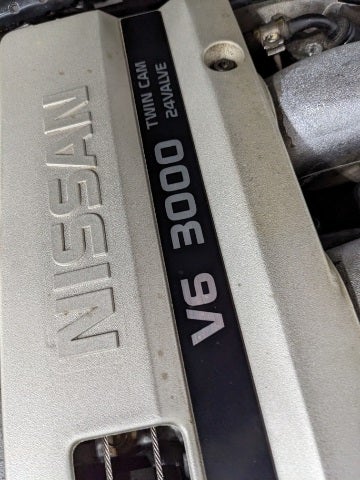 NISSAN
V6 3000
TWIN CAM
24VALVE